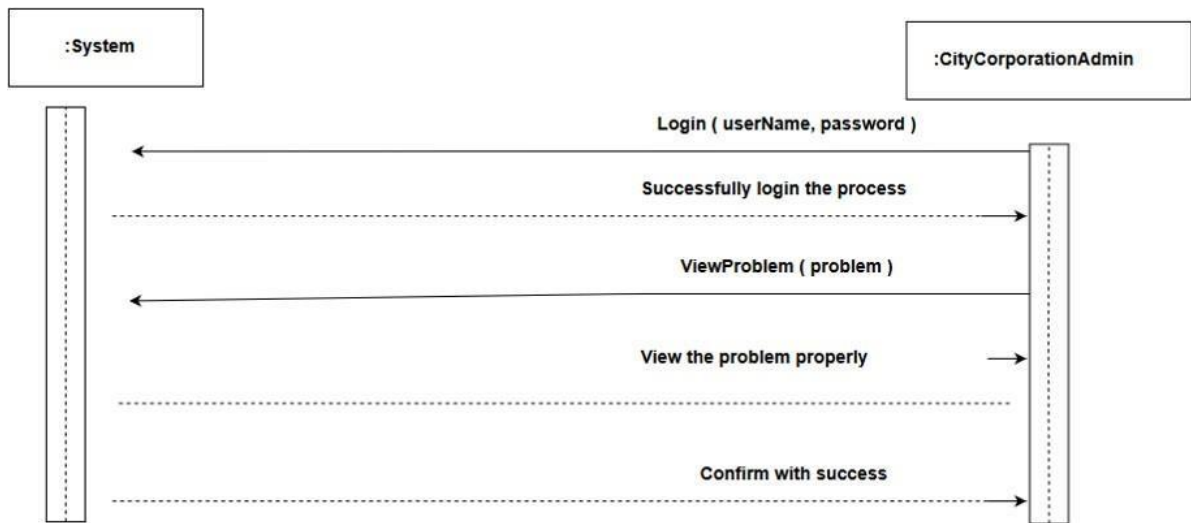 :System
:CityCorporationAdmin
Login ( userName, password )
Successfully login the process
ViewProblem ( problem )
View the problem properly
Confirm with success